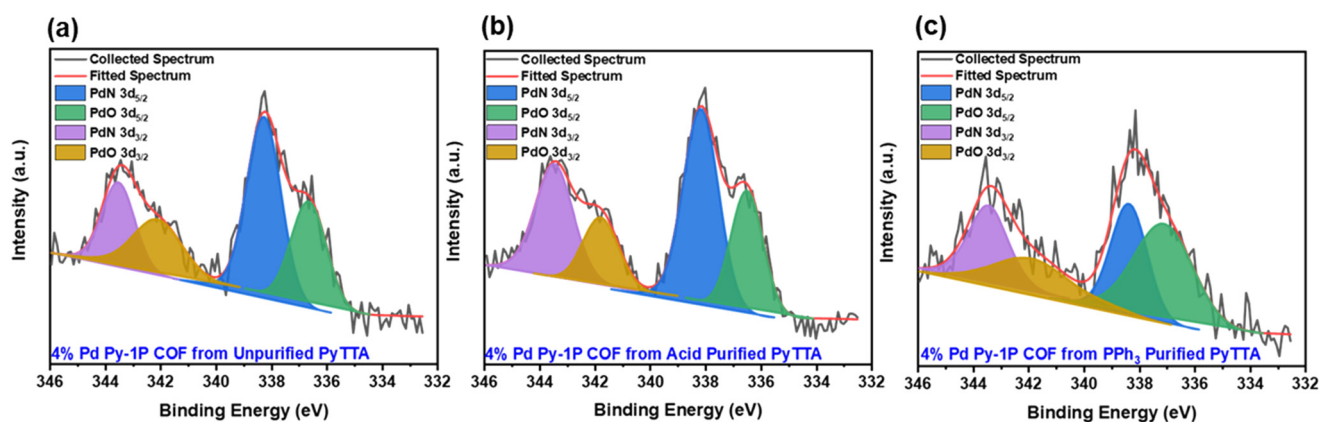 (a)
Collected Spectrum
Fitted Spectrum
PdN 3d5/2
PdO 3d5/2
PdN 3d3/2
PdO 3d3/2
Intensity (a.u.)
4% Pd Py-1P COF from Unpurified PyTTA
346 344 342 340 338 336 334 332
Binding Energy (eV)
(b)
Collected Spectrum
Fitted Spectrum
PdN 3d5/2
PdO 3d5/2
PdN 3d3/2
PdO 3d3/2
Intensity (a.u.)
4% Pd Py-1P COF from Acid Purified PyTTA
346 344 342 340 338 336 334 332
Binding Energy (eV)
(c)
Collected Spectrum
Fitted Spectrum
PdN 3d5/2
PdO 3d5/2
PdN 3d3/2
PdO 3d3/2
Intensity (a.u.)
4% Pd Py-1P COF from PPh3 Purified PyTTA
346 344 342 340 338 336 334 332
Binding Energy (eV)